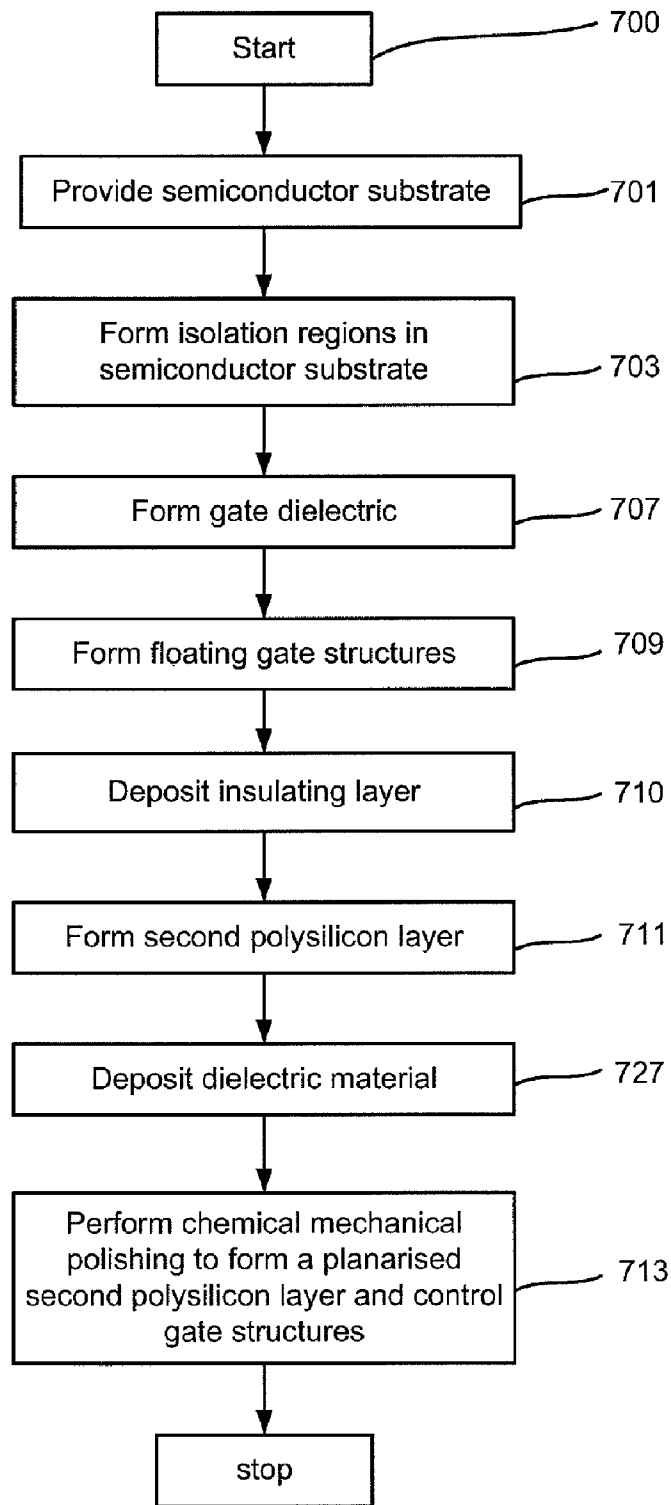 Start
700
Provide semiconductor substrate
701
Form isolation regions in
semiconductor substrate
703
Form gate dielectric
707
Form floating gate structures
709
Deposit insulating layer
710
Form second polysilicon layer
711
Deposit dielectric material
727
Perform chemical mechanical
polishing to form a planarised
second polysilicon layer and control
gate structures
713
stop